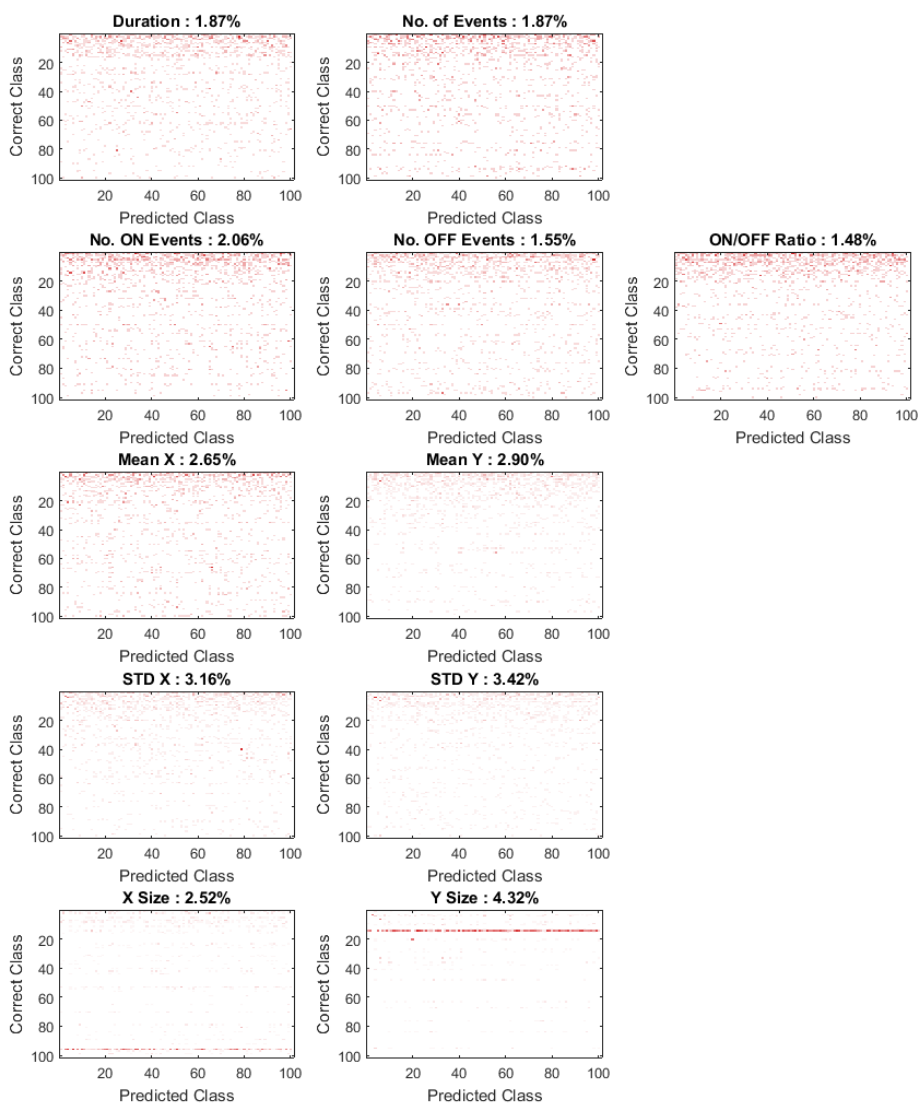 Duration : 1.87%
No. of Events : 1.87%
Correct Class
20
40
60
80
100
20 40 60 80 100
Predicted Class
Correct Class
20
40
60
80
100
20 40 60 80 100
Predicted Class
No. ON Events : 2.06%
No. OFF Events : 1.55%
ON/OFF Ratio : 1.48%
Correct Class
20
40
60
80
100
20 40 60 80 100
Predicted Class
Correct Class
20
40
60
80
100
20 40 60 80 100
Predicted Class
Correct Class
20
40
60
80
100
20 40 60 80 100
Predicted Class
Mean X : 2.65%
Mean Y : 2.90%
Correct Class
20
40
60
80
100
20 40 60 80 100
Predicted Class
Correct Class
20
40
60
80
100
20 40 60 80 100
Predicted Class
STD X : 3.16%
STD Y : 3.42%
Correct Class
20
40
60
80
100
20 40 60 80 100
Predicted Class
Correct Class
20
40
60
80
100
20 40 60 80 100
Predicted Class
X Size : 2.52%
Y Size : 4.32%
Correct Class
20
40
60
80
100
20 40 60 80 100
Predicted Class
Correct Class
20
40
60
80
100
20 40 60 80 100
Predicted Class